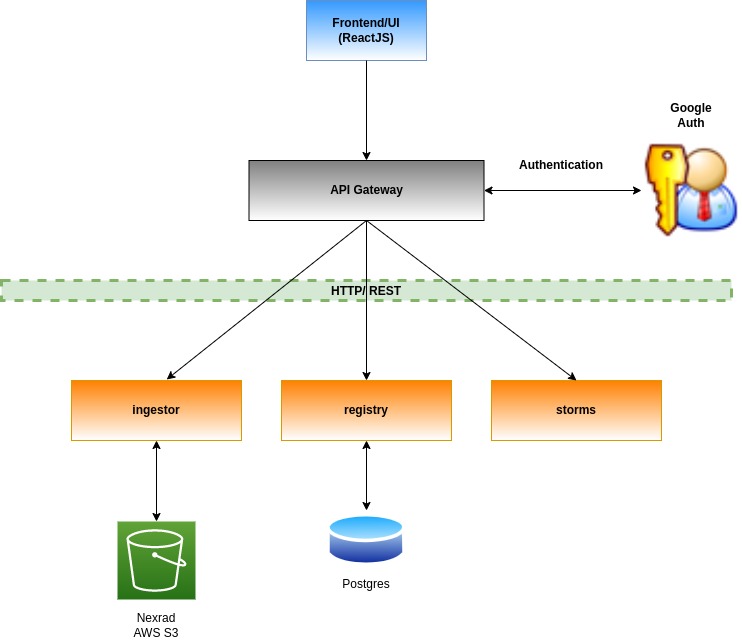 Frontend/UI
(ReactJS)
Google
Auth
Authentication
API Gateway
HTTP/ REST
ingestor
registry
storms
Postgres
Nexrad
AWS S3